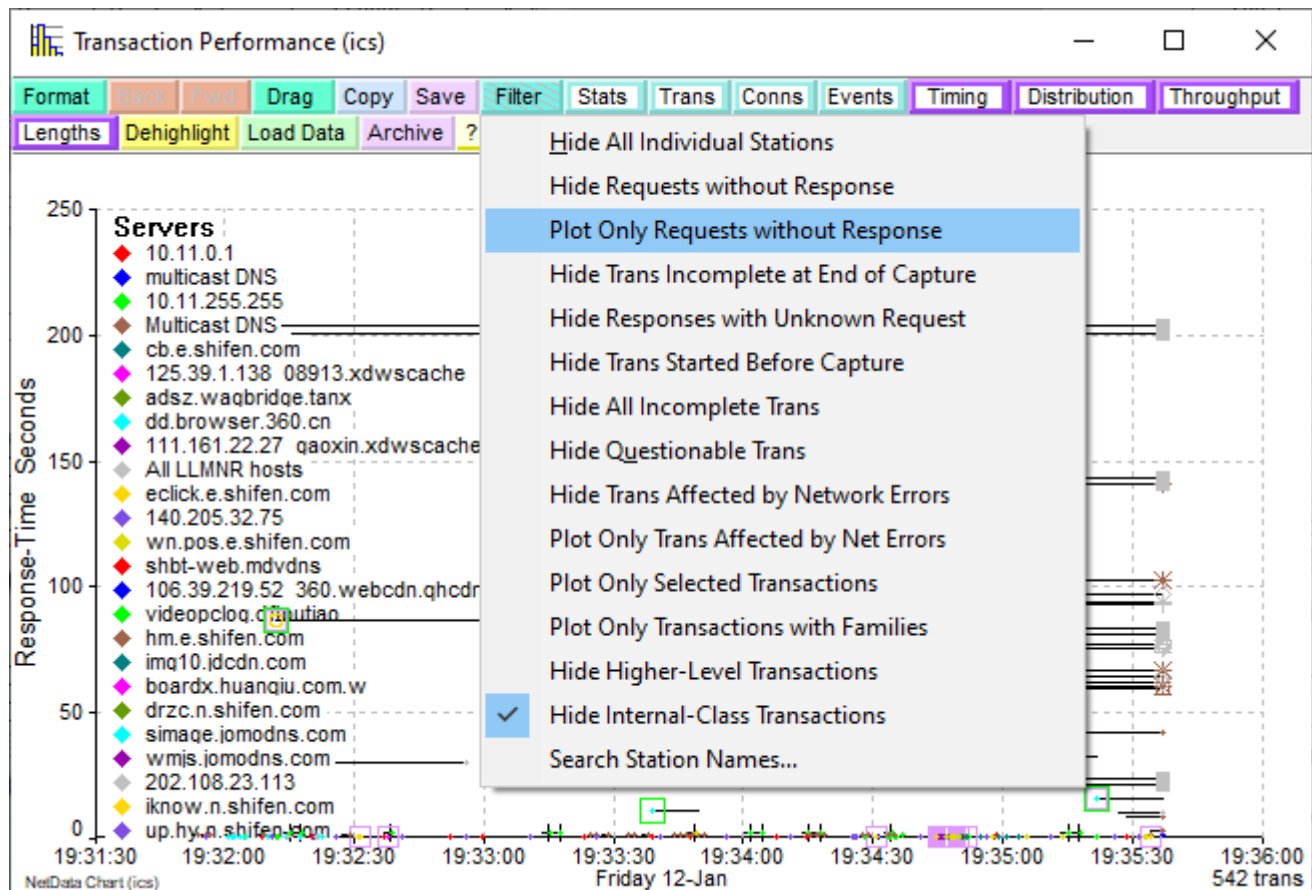 Transaction Performance (ics)
Format Back Fwd Drag Copy Save Filter Stats Trans Conns Events Timing Distribution Throughput
Lengths Dehighlight Load Data Archive ?
Hide All Individual Stations
Hide Requests without Response
Plot Only Requests without Response
Hide Trans Incomplete at End of Capture
Hide Responses with Unknown Request
Hide Trans Started Before Capture
Hide All Incomplete Trans
Hide Questionable Trans
Hide Trans Affected by Network Errors
Plot Only Trans Affected by Net Errors
Plot Only Selected Transactions
Plot Only Transactions with Families
Hide Higher-Level Transactions
Hide Internal-Class Transactions
Search Station Names...
Response-Time Seconds
250
200
150
100
50
0
Servers
10.11.0.1
multicast DNS
10.11.255.255
Multicast DNS
cb.e.shifen.com
125.39.1.138 08913.xdwscache
adsz.wagbridge.tanx
dd.browser.360.cn
111.161.22.27 gaoxin.xdwscache
All LLMNR hosts
eclick.e.shifen.com
140.205.32.75
wn.pos.e.shifen.com
shbt-web.mdvdns
106.39.219.52 360.webcdn.qhcdn
hm.e.shifen.com
img10.jdcdn.com
boardx.huanqiu.com.w
drzc.n.shifen.com
simage.jomodns.com
wmjs.jomodns.com
202.108.23.113
iknow.n.shifen.com
up.hy.n.shifen.com
19:31:30 19:32:00 19:32:30 19:33:00 19:33:30 19:34:00 19:34:30 19:35:00 19:35:30 19:36:00
NetData Chart (ics) Friday 12-Jan 542 trans